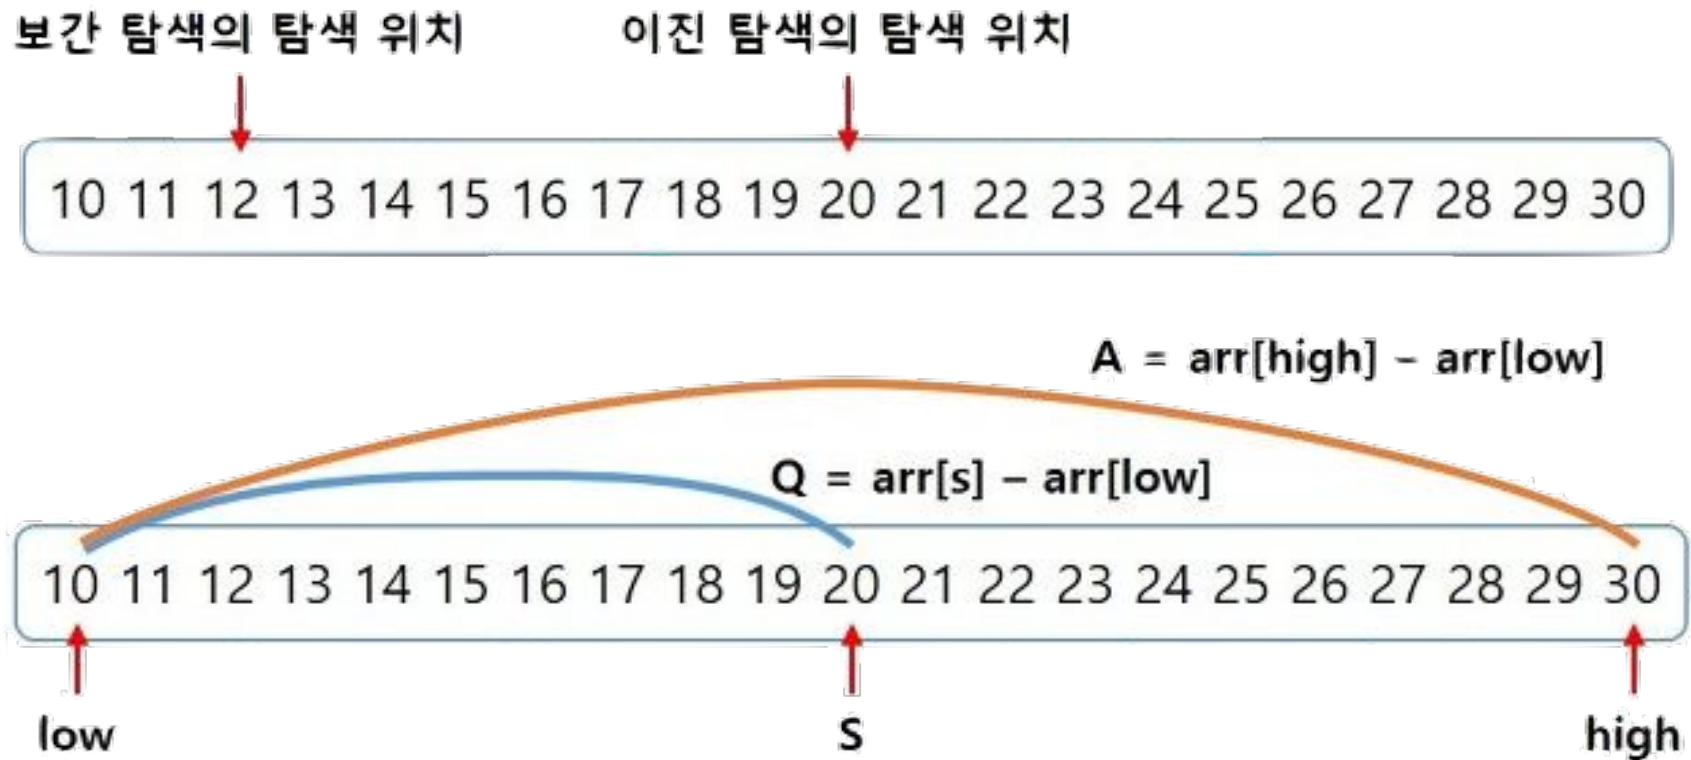 보간 탐색의 탐색 위치 이진 탐색의 탐색 위치
10 11 12 13 14 15 16 17 18 19 20 21 22 23 24 25 26 27 28 29 30
A = arr[high] – arr[low]
Q = arr[s] – arr[low]
10 11 12 13 14 15 16 17 18 19 20 21 22 23 24 25 26 27 28 29 30
low S high